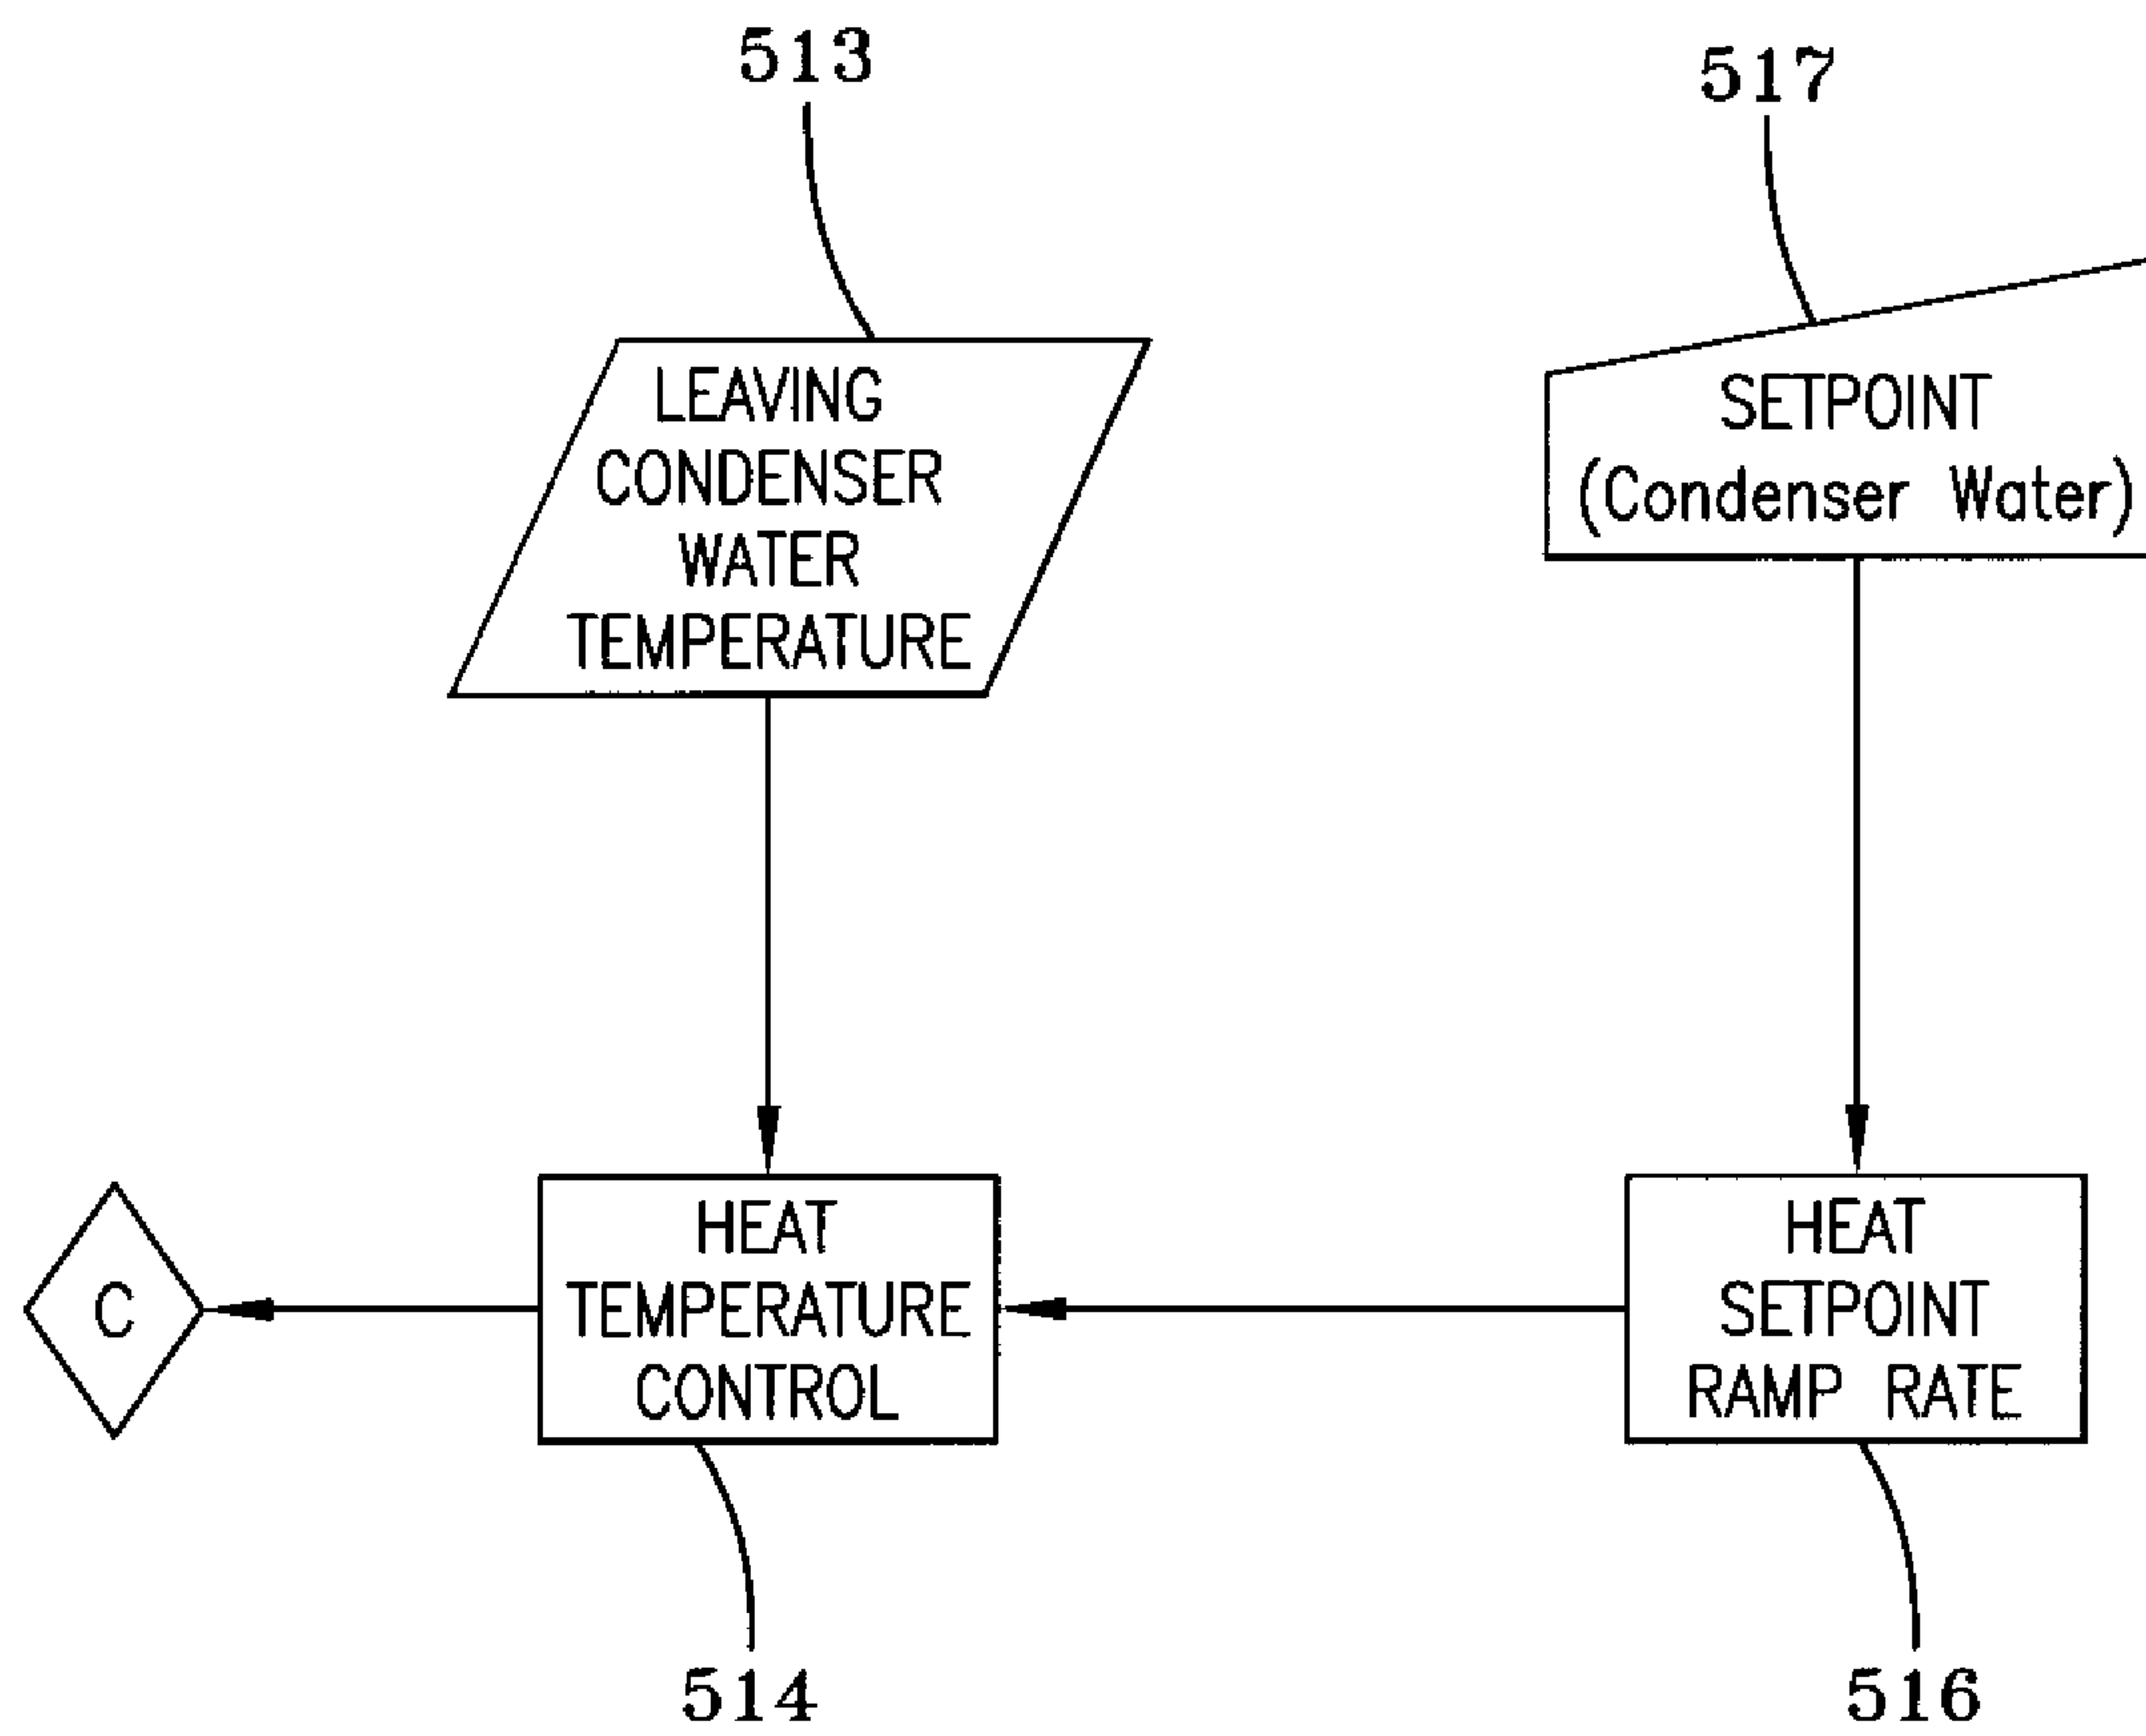 513
517
LEAVING
CONDENSER
WATER
TEMPERATURE
SETPOINT
(Condenser Water)
C
HEAT
TEMPERATURE
CONTROL
HEAT
SETPOINT
RAMP RATE
514
516